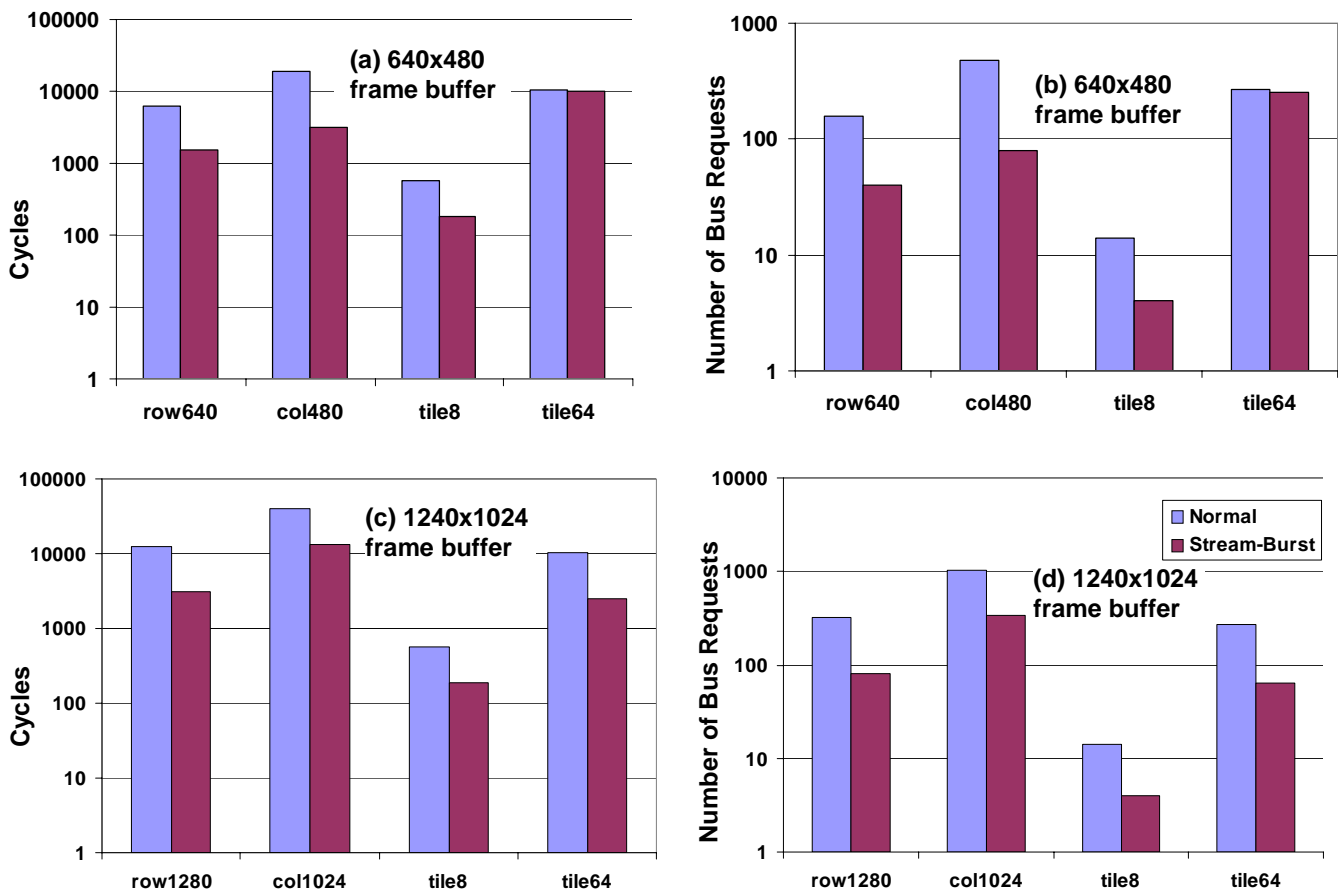 100000
10000
1000
100
10
1
Cycles
(a) 640x480
frame buffer
row640 col480 tile8 tile64
1000
100
10
1
Number of Bus Requests
(b) 640x480
frame buffer
row640 col480 tile8 tile64
100000
10000
1000
100
10
1
Cycles
(c) 1240x1024
frame buffer
row1280 col1024 tile8 tile64
10000
1000
100
10
1
Number of Bus Requests
Normal
Stream-Burst
(d) 1240x1024
frame buffer
row1280 col1024 tile8 tile64